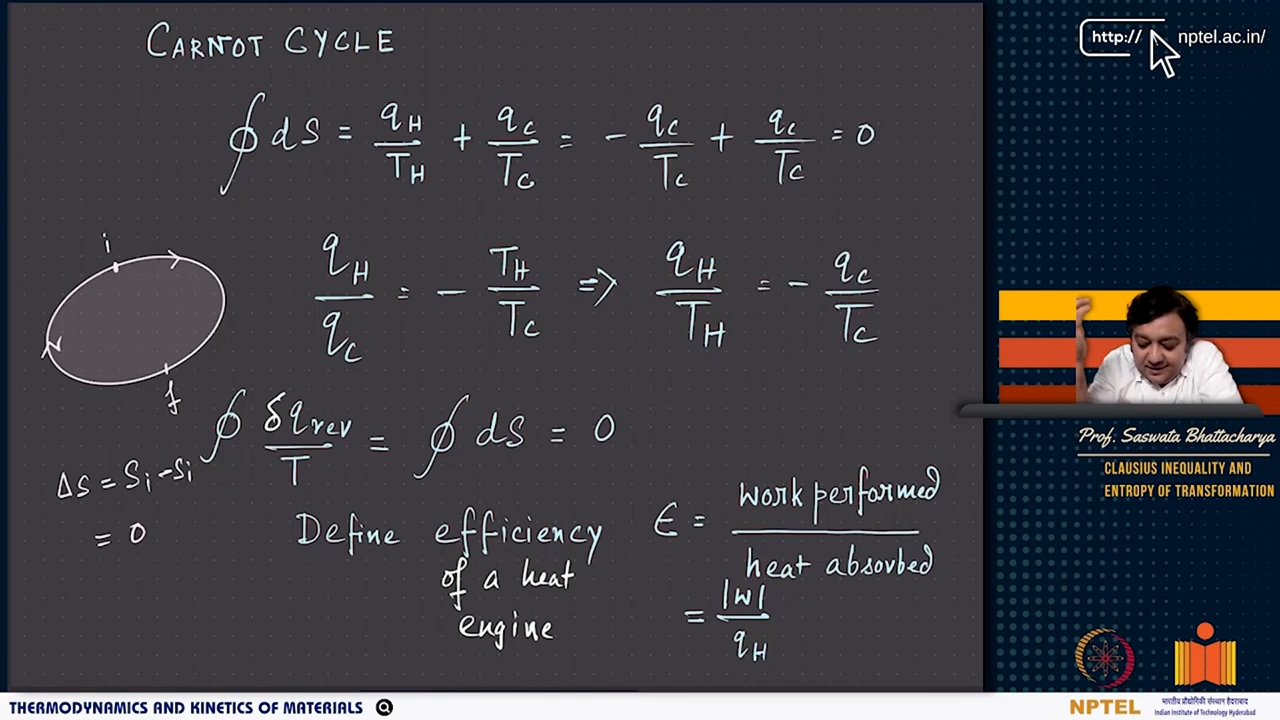 CARNOT CYCLE
∮ dS = q_H/T_H + q_C/T_C = - q_C/T_C + q_C/T_C = 0
i
q_H/q_C = - T_H/T_C => q_H/T_H = - q_C/T_C
f
∮ δq_rev/T = ∮ dS = 0
ΔS = S_i - S_i
= 0
Define efficiency
of a heat
engine
ϵ = work performed/heat absorbed
= |w|/q_H
http://
nptel.ac.in/
Prof. Saswata Bhattacharya
CLAUSIUS INEQUALITY AND
ENTROPY OF TRANSFORMATION
THERMODYNAMICS AND KINETICS OF MATERIALS
NPTEL
भारतीय प्रौद्योगिकी संस्थान हैदराबाद
Indian Institute of Technology Hyderabad